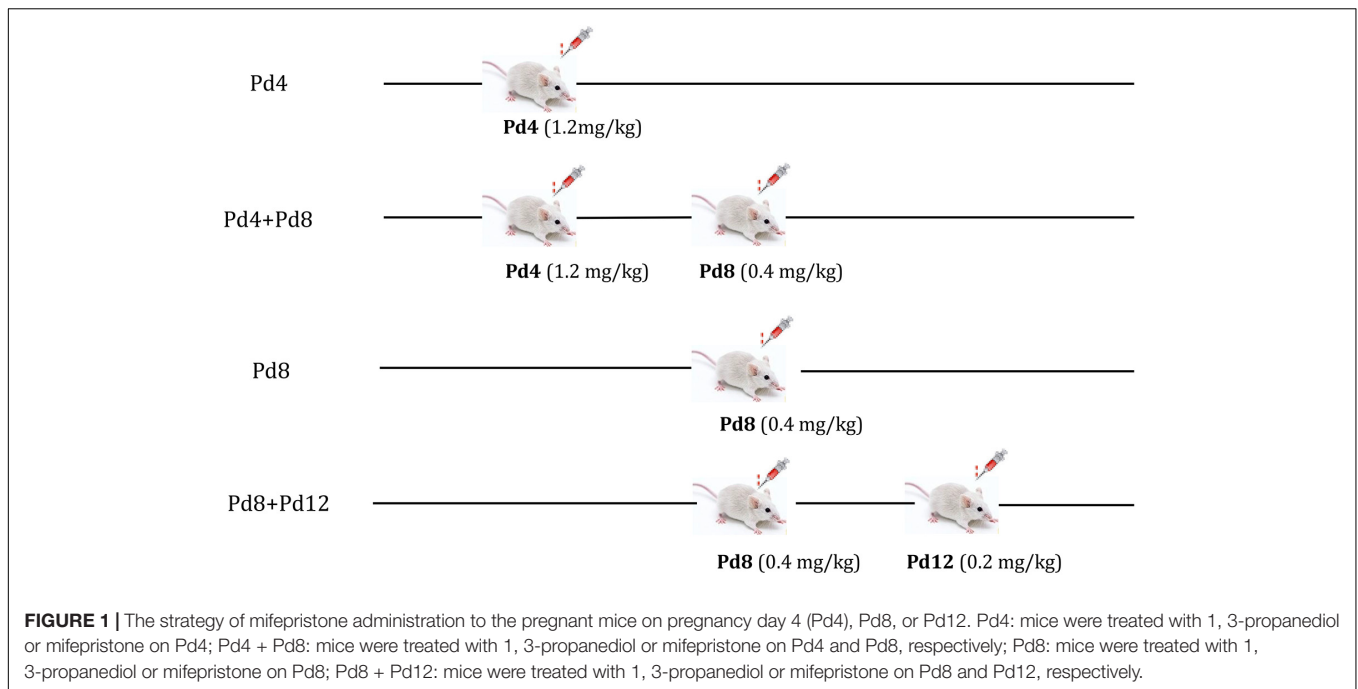 Pd4
Pd4 (1.2mg/kg)
Pd4+Pd8
Pd4 (1.2 mg/kg) Pd8 (0.4 mg/kg)
Pd8
Pd8 (0.4 mg/kg)
Pd8+Pd12
Pd8 (0.4 mg/kg) Pd12 (0.2 mg/kg)
FIGURE 1 | The strategy of mifepristone administration to the pregnant mice on pregnancy day 4 (Pd4), Pd8, or Pd12. Pd4: mice were treated with 1, 3-propanediol
or mifepristone on Pd4; Pd4 + Pd8: mice were treated with 1, 3-propanediol or mifepristone on Pd4 and Pd8, respectively; Pd8: mice were treated with 1,
3-propanediol or mifepristone on Pd8; Pd8 + Pd12: mice were treated with 1, 3-propanediol or mifepristone on Pd8 and Pd12, respectively.